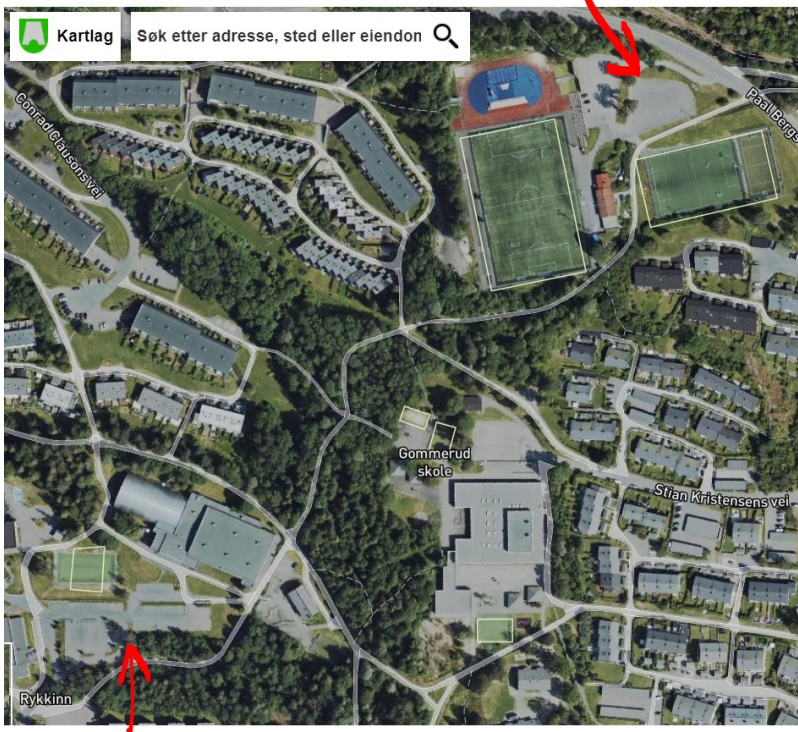 Kartlag
Søk etter adresse, sted eller eiendon
Conrad Clausons vei
Paal Bergs
Gommerud
skole
Stian Kristensens vei
Rykkinn